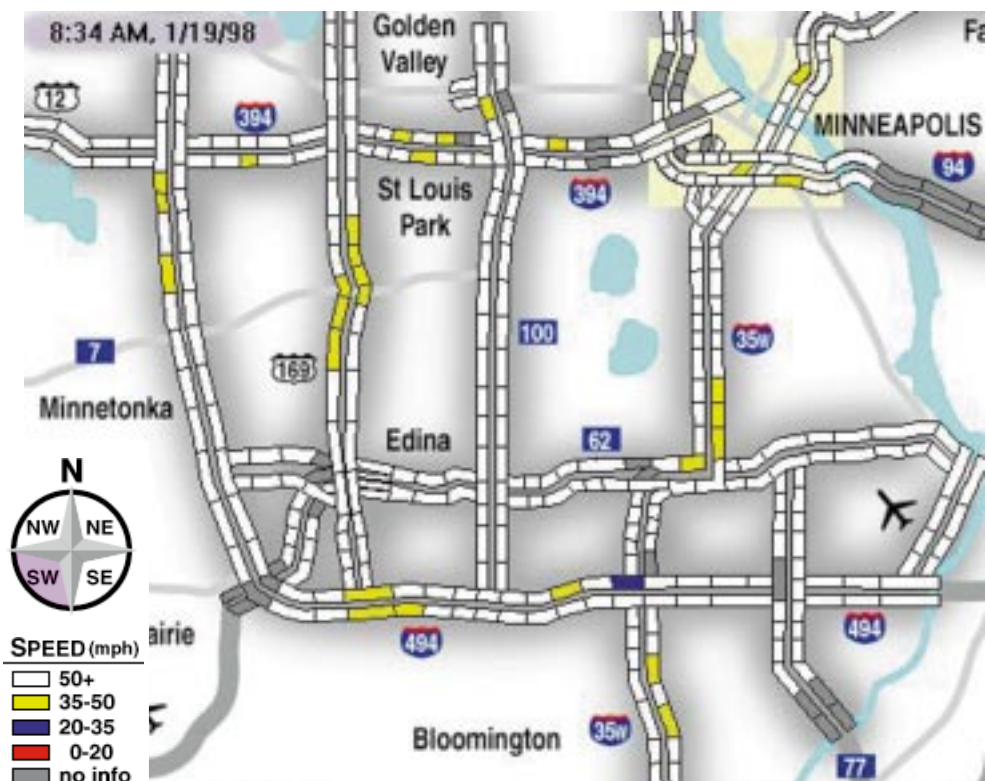 8:34 AM, 1/19/98
Golden
Valley
Fa
12
394
MINNEAPOLIS
94
St Louis
Park
394
100
35W
7
169
Minnetonka
Edina
62
N
NW
NE
SW
SE
airie
494
494
SPEED (mph)
50+
35-50
20-35
0-20
no info
Bloomington
35W
77